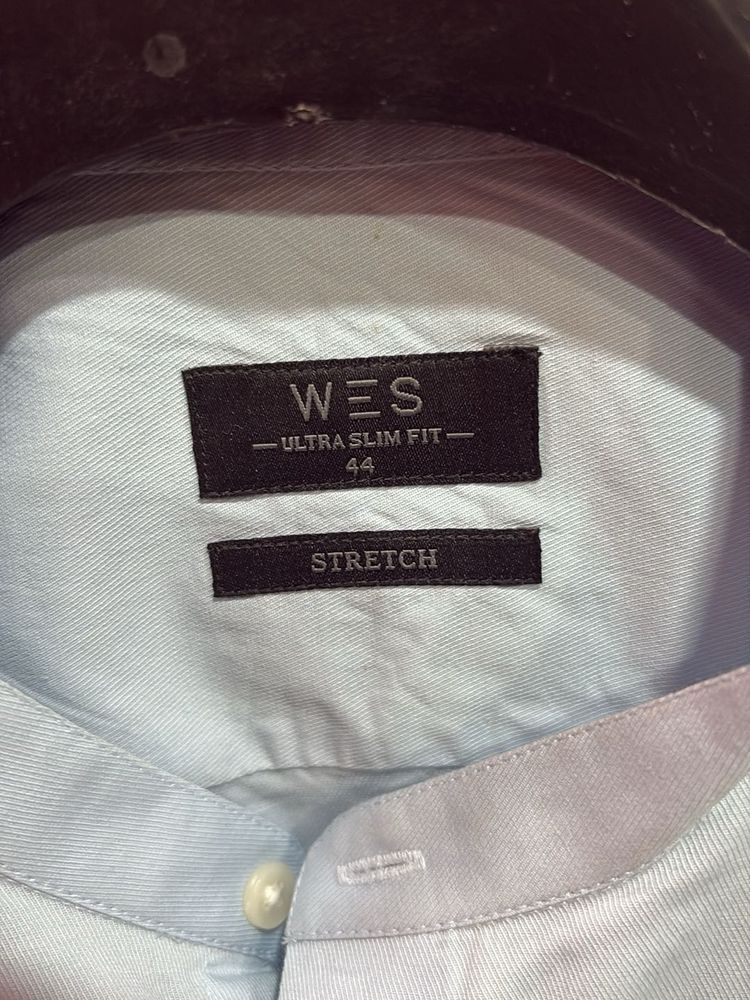 WES
— ULTRA SLIM FIT —
44
STRETCH